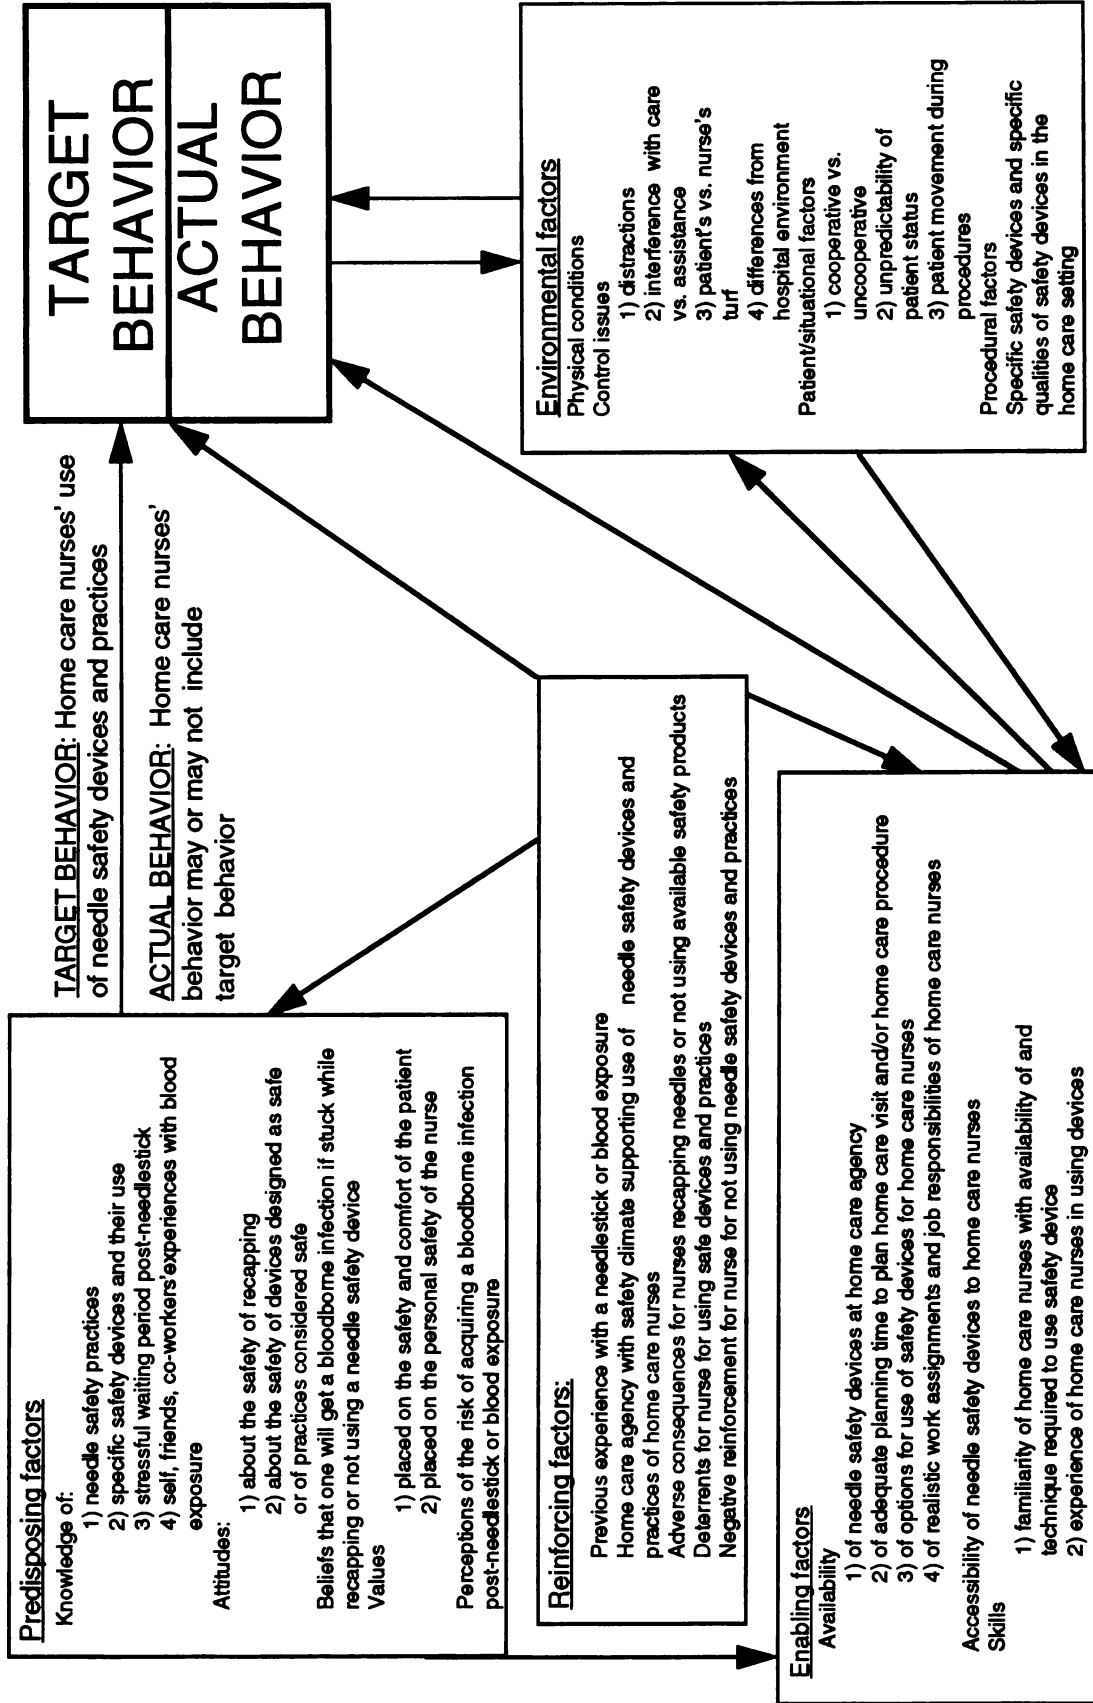 Predisposing factors
Knowledge of:
1) needle safety practices
2) specific safety devices and their use
3) stressful waiting period post-needlestick
4) self, friends, co-workers'experiences with blood
exposure
Attitudes:
1) about the safety of recapping
2) about the safety of devices designed as safe
or of practices considered safe
Beliefs that one will get a bloodborne infection if stuck while
recapping or not using a needle safety device
Values
1) placed on the safety and comfort of the patient
2) placed on the personal safety of the nurse
Perceptions of the risk of acquiring a bloodborne infection
post-needlestick or blood exposure
TARGET BEHAVIOR: Home care nurses' use
of needle safety devices and practices
ACTUAL BEHAVIOR: Home care nurses'
behavior may or may not include
target behavior
TARGET
BEHAVIOR
ACTUAL
BEHAVIOR
Reinforcing factors:
Previous experience with a needlestick or blood exposure
Home care agency with safety climate supporting use of needle safety devices and
practices of home care nurses
Adverse consequences for nurses recapping needles or not using available safety products
Deterrents for nurse for using safe devices and practices
Negative reinforcement for nurse for not using needle safety devices and practices
Environmental factors
Physical conditions
Control issues
1) distractions
2) interference with care
vs. assistance
3) patient's vs. nurse's
turf
4) differences from
hospital environment
Patient/situational factors
1) cooperative vs.
uncooperative
2) unpredictability of
patient status
3) patient movement during
procedures
Procedural factors
Specific safety devices and specific
qualities of safety devices in the
home care setting
Enabling factors
Availability
1) of needle safety devices at home care agency
2) of adequate planning time to plan home care visit and/or home care procedure
3) of options for use of safety devices for home care nurses
4) of realistic work assignments and job responsibilities of home care nurses
Accessibility of needle safety devices to home care nurses
Skills
1) familiarity of home care nurses with availability of and
technique required to use safety device
2) experience of home care nurses in using devices